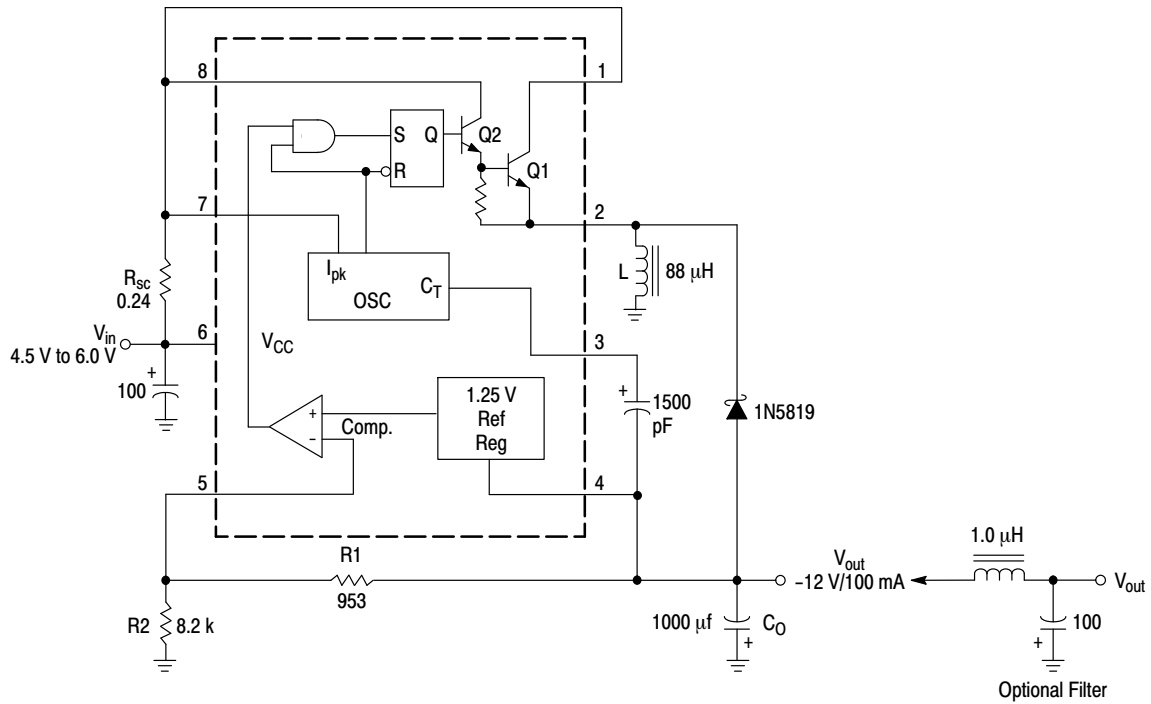 8
1
S Q
Q2
R
Q1
7
2
I_pk
C_T
OSC
L
88 μH
R_sc
0.24
V_in
4.5 V to 6.0 V
6
V_CC
3
+
100
1.25 V
Ref
Reg
+
1500
pF
1N5819
+
Comp.
-
5
4
R1
953
1.0 μH
V_out
-12 V/100 mA
V_out
R2
8.2 k
1000 μf
C_O
+
100
+
Optional Filter